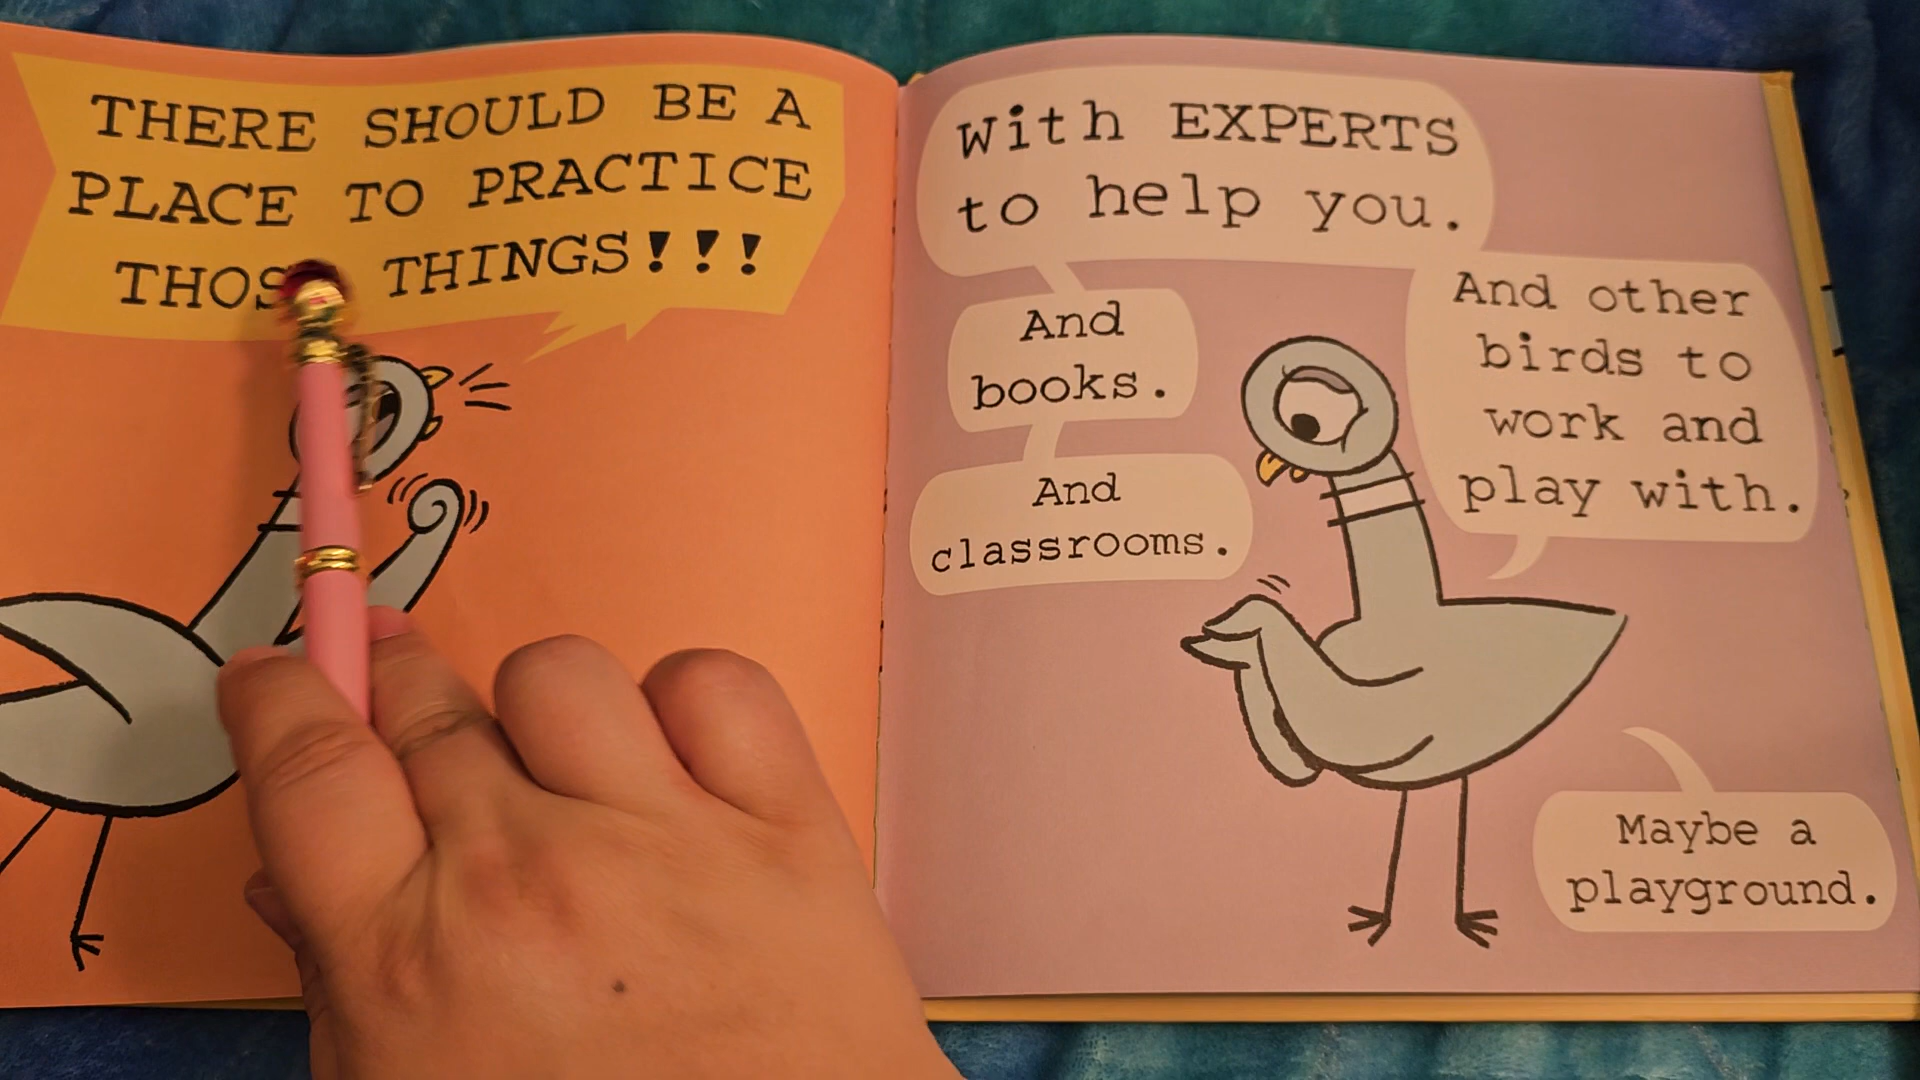 THERE SHOULD BE A
PLACE TO PRACTICE
THINGS!!!
With EXPERTS
to help you.
And
books.
And
classrooms.
And other
birds to
work and
play with.
Maybe a
playground.